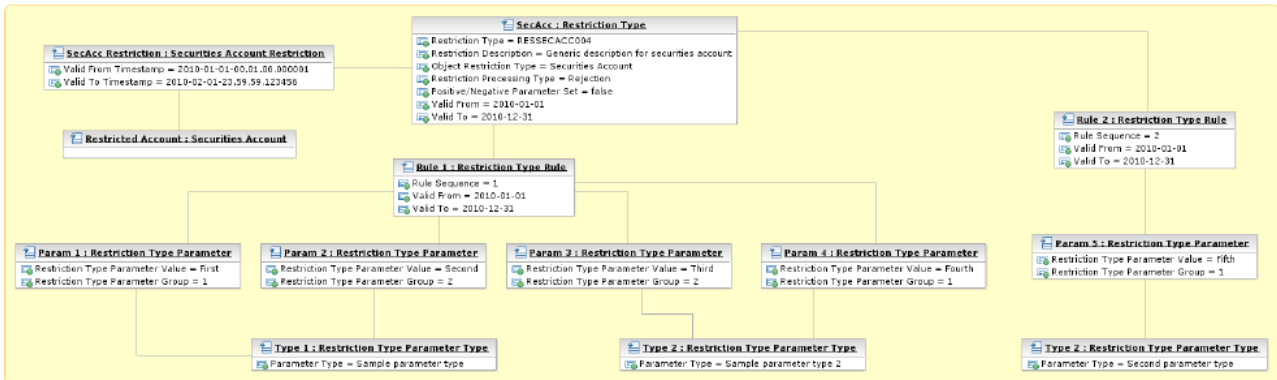 SecAcc : Restriction Type
Restriction Type = RESSECACC004
Restriction Description = Generic description for securities account
Object Restriction Type = Securities Account
Restriction Processing Type = Rejection
Positive/Negative Parameter Set = false
Valid From = 2010-01-01
Valid To = 2010-12-31
SecAcc Restriction : Securities Account Restriction
Valid From Timestamp = 2010-01-01-00.01.00.000001
Valid To Timestamp = 2010-02-01-23.59.59.123456
Restricted Account : Securities Account
Rule 2 : Restriction Type Rule
Rule Sequence = 2
Valid From = 2010-01-01
Valid To = 2010-12-31
Rule 1 : Restriction Type Rule
Rule Sequence = 1
Valid From = 2010-01-01
Valid To = 2010-12-31
Param 1 : Restriction Type Parameter
Restriction Type Parameter Value = First
Restriction Type Parameter Group = 1
Param 2 : Restriction Type Parameter
Restriction Type Parameter Value = Second
Restriction Type Parameter Group = 2
Param 3 : Restriction Type Parameter
Restriction Type Parameter Value = Third
Restriction Type Parameter Group = 2
Param 4 : Restriction Type Parameter
Restriction Type Parameter Value = Fourth
Restriction Type Parameter Group = 1
Param 5 : Restriction Type Parameter
Restriction Type Parameter Value = Fifth
Restriction Type Parameter Group = 1
Type 1 : Restriction Type Parameter Type
Parameter Type = Sample parameter type
Type 2 : Restriction Type Parameter Type
Parameter Type = Sample parameter type 2
Type 2 : Restriction Type Parameter Type
Parameter Type = Second parameter type